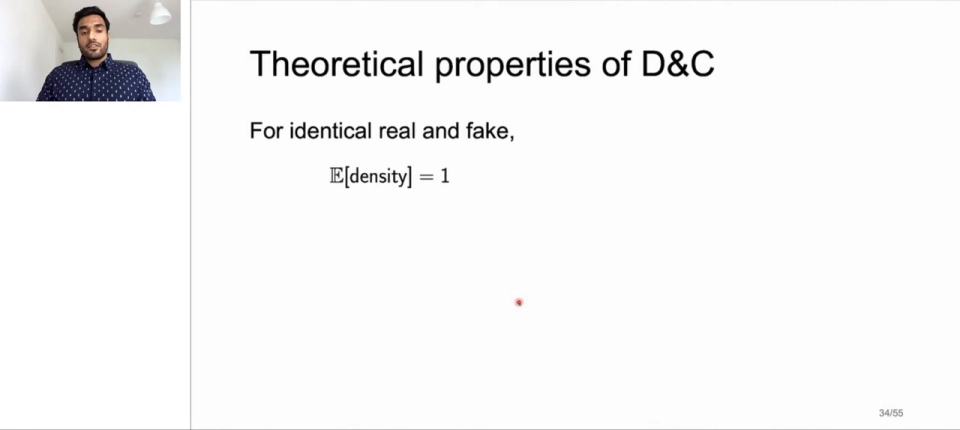 Theoretical properties of D&C
For identical real and fake,
𝔼[density] = 1
34/55